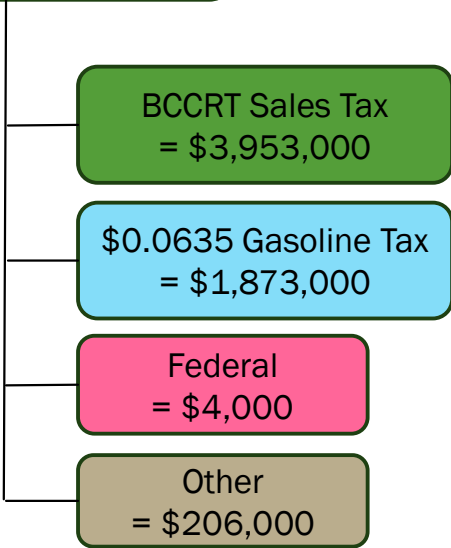 BCCRT Sales Tax
= $3,953,000
$0.0635 Gasoline Tax
= $1,873,000
Federal
= $4,000
Other
= $206,000